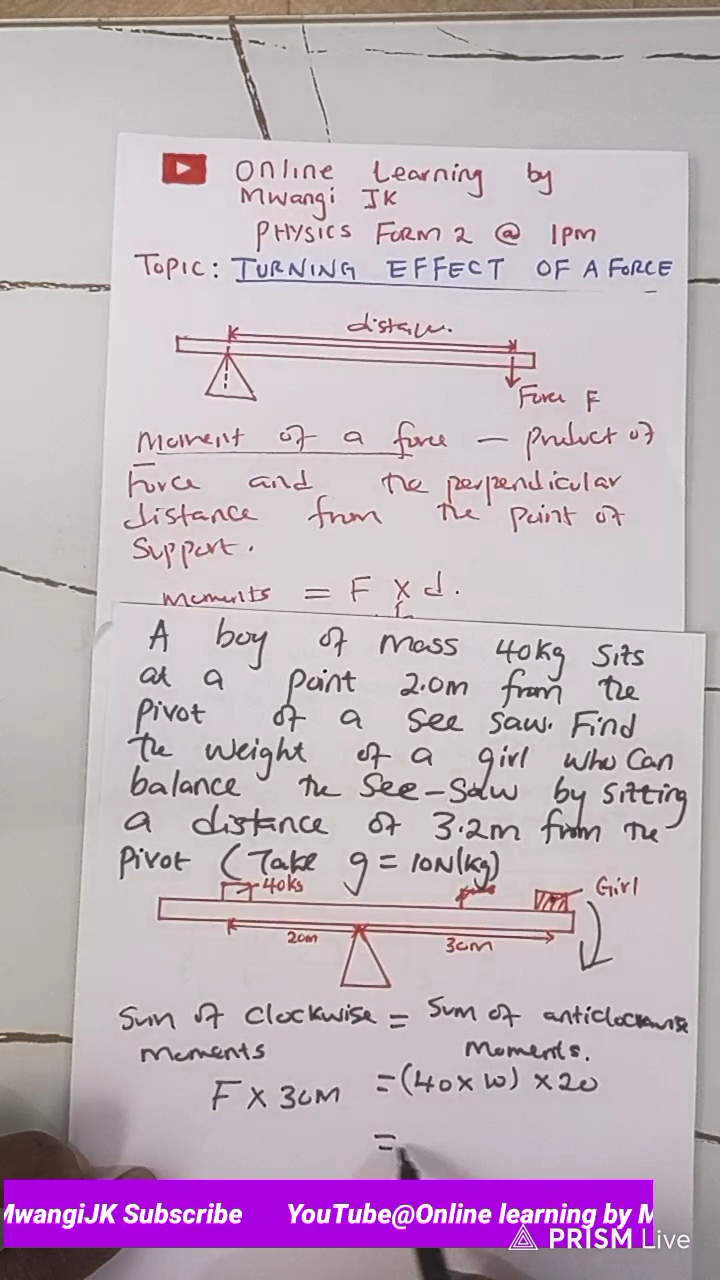 Online Learning by
Mwangi JK
PHYSICS FORM 2 @ 1PM
TOPIC: TURNING EFFECT OF A FORCE
Force F
Moment of a force – product of
Force and the perpendicular
distance from the point of
Support.
Moments = F x d.
A boy of mass 40kg sits
at a point 2.0m from the
pivot of a see saw. Find
the weight of a girl who can
balance the see-saw by sitting
a distance of 3.2m from the
pivot (Take g = 10N/kg)
40kg
Girl
2cm
3cm
Sum of clockwise = Sum of anticlockwise
moments moments.
F x 3cm = (40 x 10) x 20
=
MwangiJK Subscribe YouTube@Online learning by M
PRISM Live